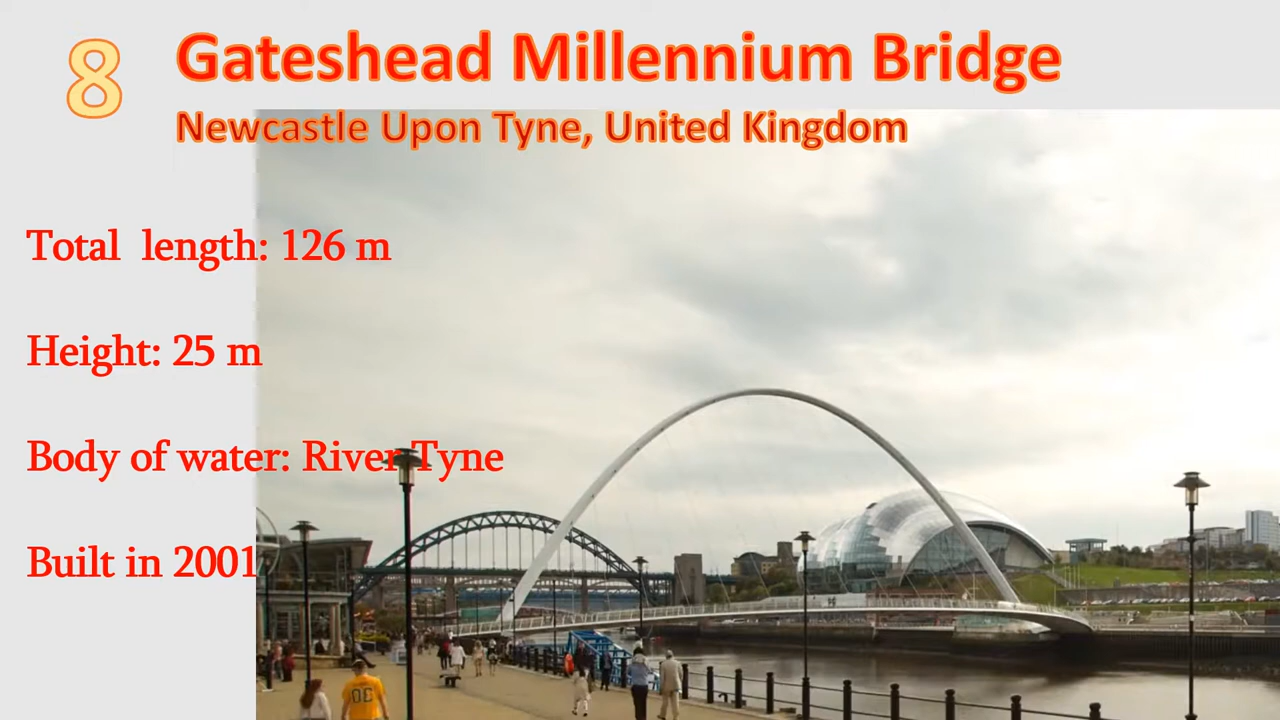 8
Gateshead Millennium Bridge
Newcastle Upon Tyne, United Kingdom
Total length: 126 m
Height: 25 m
Body of water: River Tyne
Built in 2001